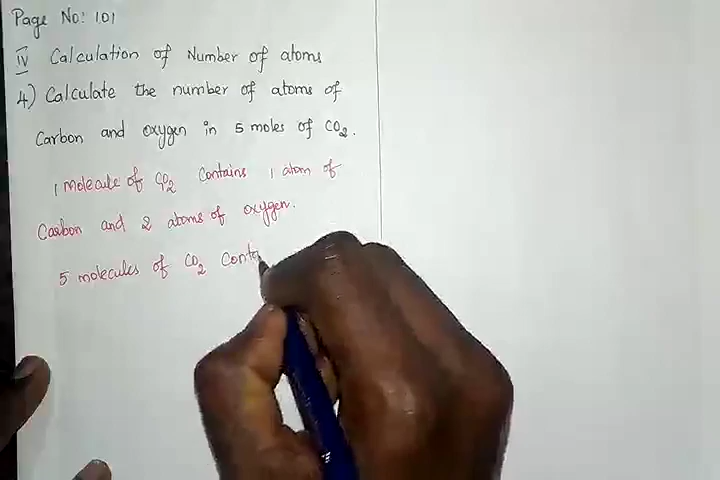 Page No: 101
IV Calculation of Number of atoms
4) Calculate the number of atoms of
Carbon and oxygen in 5 moles of CO2.
1 molecule of CO2 Contains 1 atom of
Carbon and 2 atoms of oxygen.
5 molecules of CO2 Conta